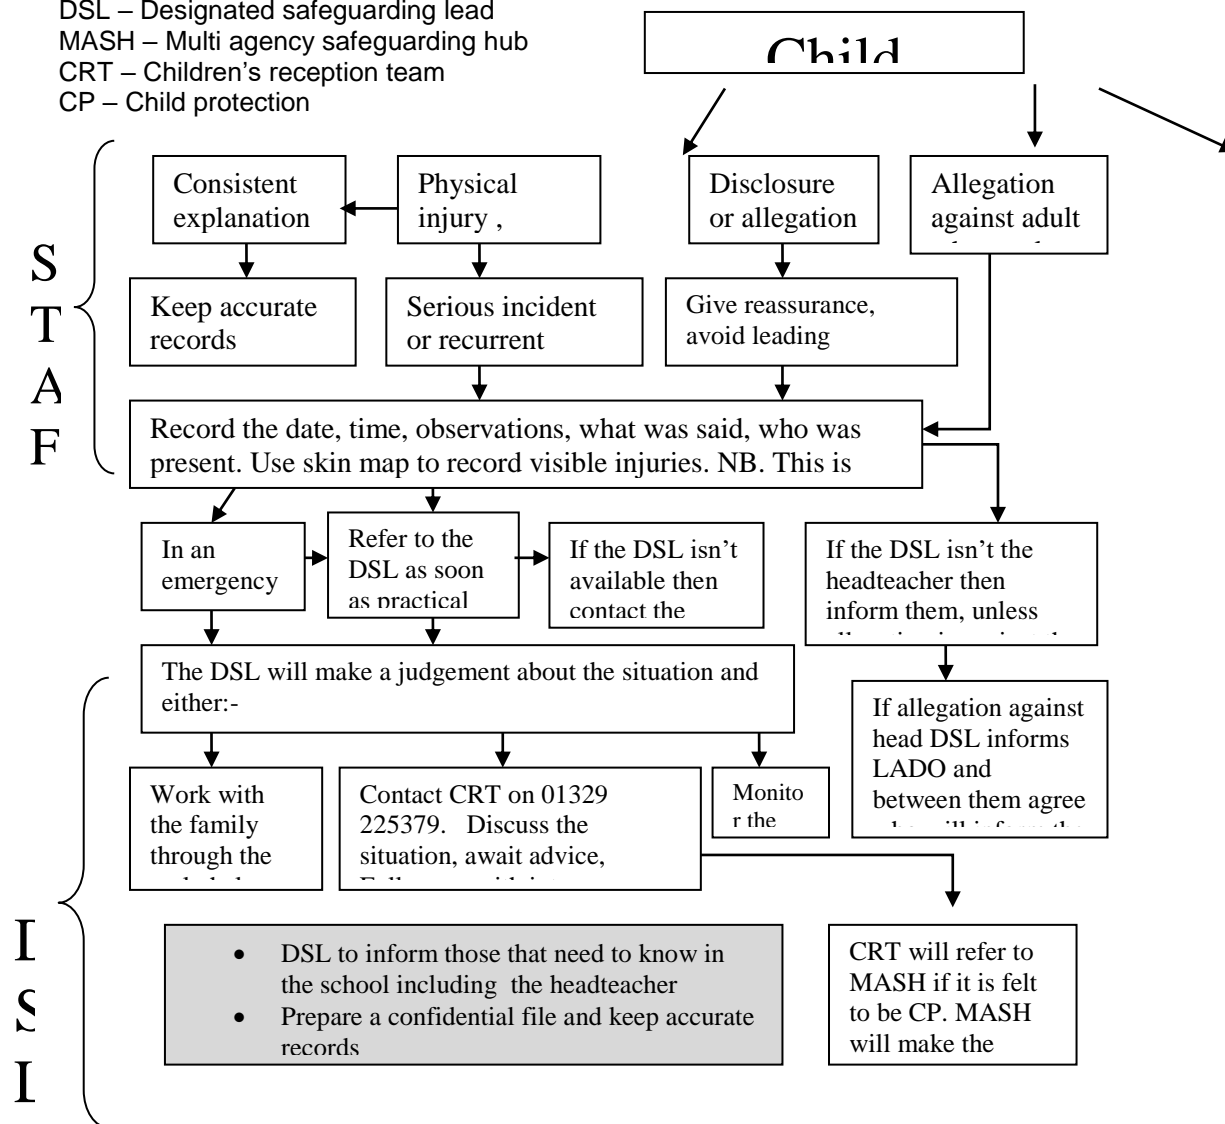 DSL – Designated safeguarding lead
MASH – Multi agency safeguarding hub
CRT – Children's reception team
CP – Child protection
Child
Consistent
explanation
Physical
injury ,
Disclosure
or allegation
Allegation
against adult
S
T
A
F
Keep accurate
records
Serious incident
or recurrent
Give reassurance,
avoid leading
Record the date, time, observations, what was said, who was
present. Use skin map to record visible injuries. NB. This is
In an
emergency
Refer to the
DSL as soon
as practical
If the DSL isn't
available then
contact the
If the DSL isn't the
headteacher then
inform them, unless
The DSL will make a judgement about the situation and
either:-
If allegation against
head DSL informs
LADO and
between them agree
Work with
the family
through the
Contact CRT on 01329
225379.   Discuss the
situation, await advice,
Monito
r the
D
S
L
• DSL to inform those that need to know in
the school including  the headteacher
• Prepare a confidential file and keep accurate
records
CRT will refer to
MASH if it is felt
to be CP. MASH
will make the